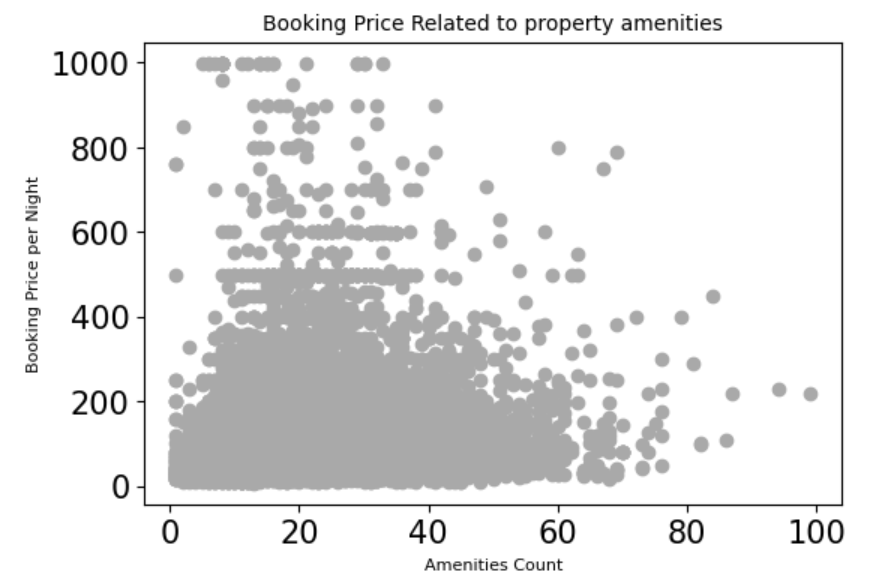 Booking Price Related to property amenities
1000
800
600
400
200
0
Booking Price per Night
0 20 40 60 80 100
Amenities Count